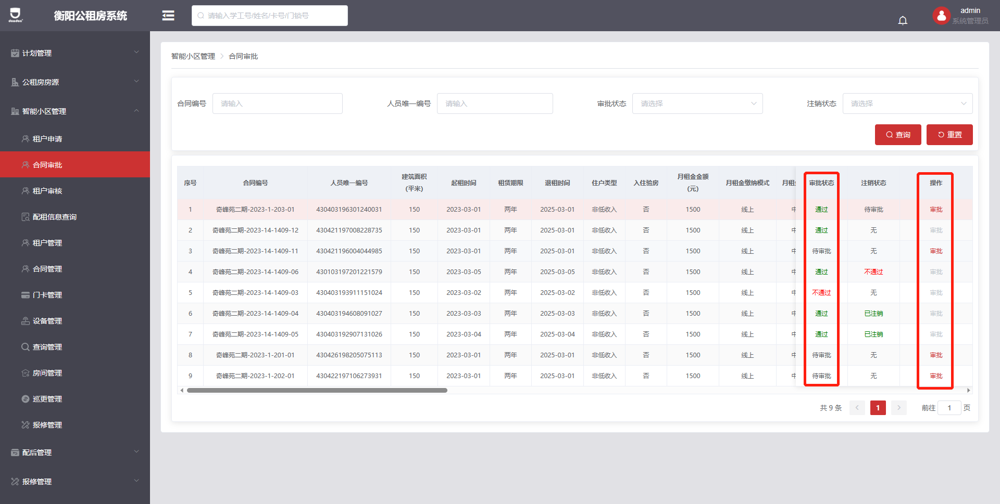 衡阳公租房系统
请输入学工号/姓名/卡号/门锁号
admin
系统管理员
计划管理
公租房房源
智能小区管理
租户申请
合同审批
租户审核
配租信息查询
租户管理
合同管理
门卡管理
设备管理
查询管理
房间管理
巡更管理
报修管理
配后管理
报修管理
智能小区管理 > 合同审批
合同编号 请输入 人员唯一编号 请输入 审批状态 请选择 注销状态 请选择
查询 重置
序号 合同编号 人员唯一编号 建筑面积(平米) 起租时间 租赁期限 退租时间 住户类型 入住验房 月租金金额(元) 月租金缴纳模式 月租金 审批状态 注销状态 操作
1 奇峰苑二期-2023-1-203-01 430403196301240031 150 2023-03-01 两年 2025-03-01 非低收入 否 1500 线上 通过 待审批 审批
2 奇峰苑二期-2023-14-1409-12 430421197008228735 150 2023-03-01 两年 2025-03-01 非低收入 否 1500 线上 通过 无 审批
3 奇峰苑二期-2023-14-1409-11 430421196004044985 150 2023-03-01 两年 2025-03-01 非低收入 否 1500 线上 待审批 无 审批
4 奇峰苑二期-2023-14-1409-06 430103197201221579 150 2023-03-05 两年 2025-03-05 非低收入 否 1500 线上 通过 不通过 审批
5 奇峰苑二期-2023-14-1409-03 430403193911151024 150 2023-03-02 两年 2025-03-02 非低收入 否 1500 线上 不通过 无 审批
6 奇峰苑二期-2023-14-1409-04 430403194608091027 150 2023-03-03 两年 2025-03-03 非低收入 否 1500 线上 通过 已注销 审批
7 奇峰苑二期-2023-14-1409-05 430403192907131026 150 2023-03-04 两年 2025-03-04 非低收入 否 1500 线上 通过 已注销 审批
8 奇峰苑二期-2023-1-201-01 430426198205075113 150 2023-03-01 两年 2025-03-01 非低收入 否 1500 线上 待审批 无 审批
9 奇峰苑二期-2023-1-202-01 430422197106273931 150 2023-03-01 两年 2025-03-01 非低收入 否 1500 线上 待审批 无 审批
共 9 条 < 1 > 前往 1 页